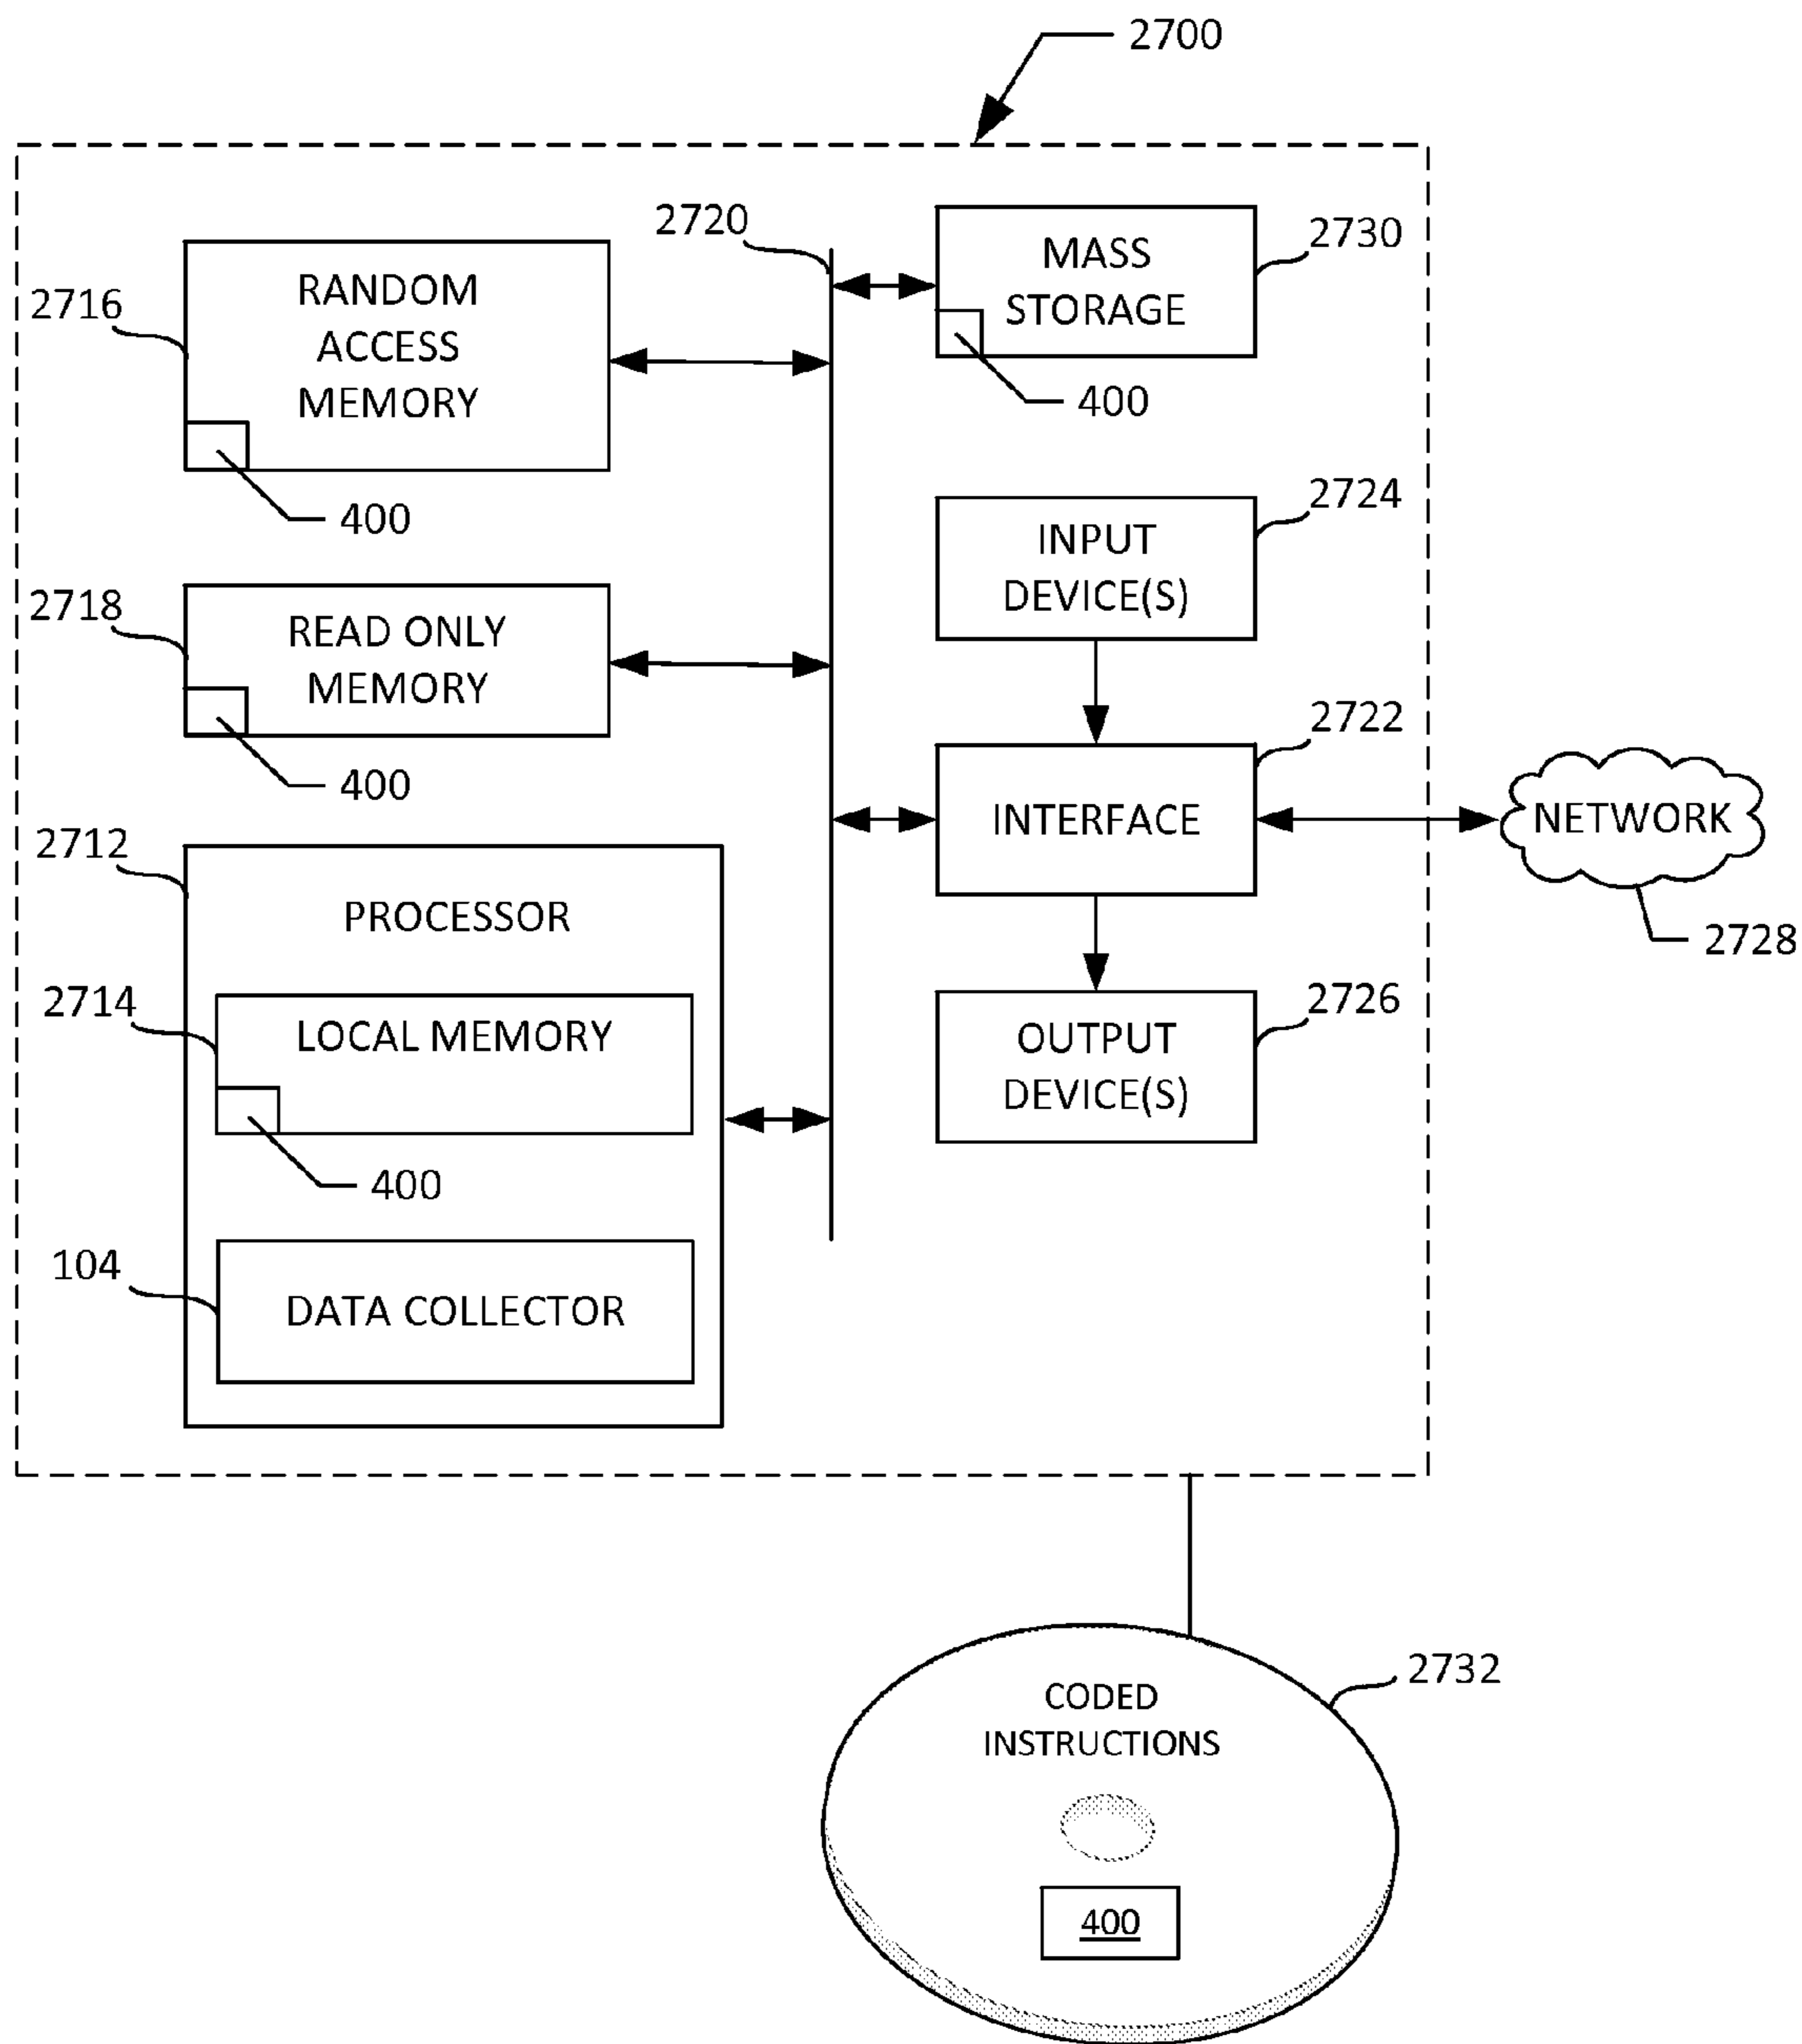 2700
2720
MASS
STORAGE
2730
400
2716
RANDOM
ACCESS
MEMORY
400
2724
INPUT
DEVICE(S)
2718
READ ONLY
MEMORY
400
2722
INTERFACE
NETWORK
2728
2712
PROCESSOR
2714
LOCAL MEMORY
400
2726
OUTPUT
DEVICE(S)
104
DATA COLLECTOR
2732
CODED
INSTRUCTIONS
400